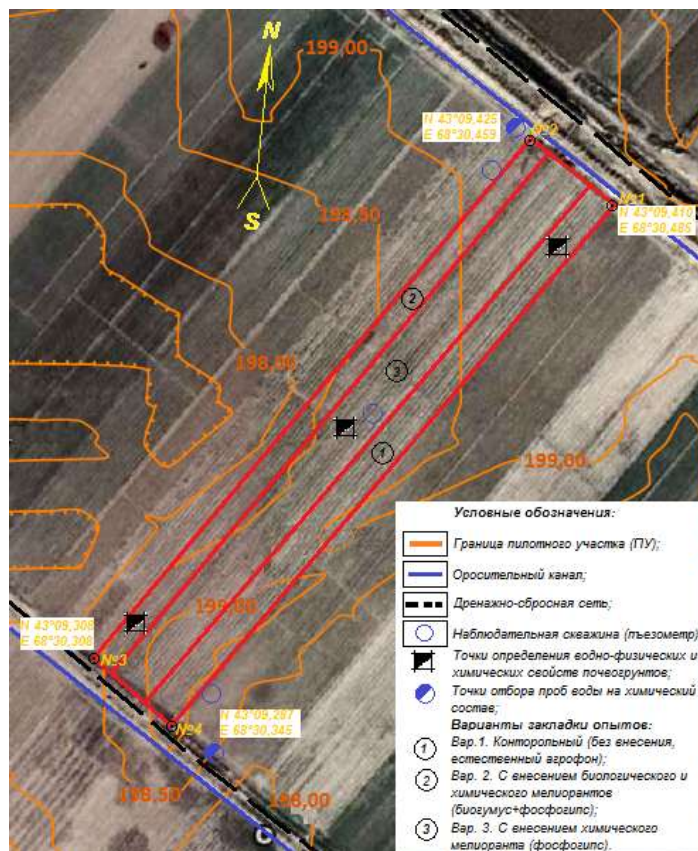 N
199,00
N 43°09,425
E 68°30,459
№2
№1
N 43°09,410
E 68°30,485
S
198,50
2
198,00
3
1
199,00
Условные обозначения:
Граница пилотного участка (ПУ);
Оросительный канал;
Дренажно-сбросная сеть;
Наблюдательная скважина (пъезометр)
Точки определения водно-физических и
химических свойств почвогрунтов;
Точки отбора проб воды на химический
состав;
Варианты закладки опытов:
1 Вар.1. Конторольный (без внесения,
естественный агрофон);
2 Вар. 2. С внесением биологического и
химического мелиорантов
(биогумус+фосфогипс);
3 Вар. 3. С внесением химического
мелиоранта (фосфогипс).
199,00
N 43°09,308
E 68°30,308
№3
N 43°09,287
E 68°30,345
№4
198,50
198,00
С